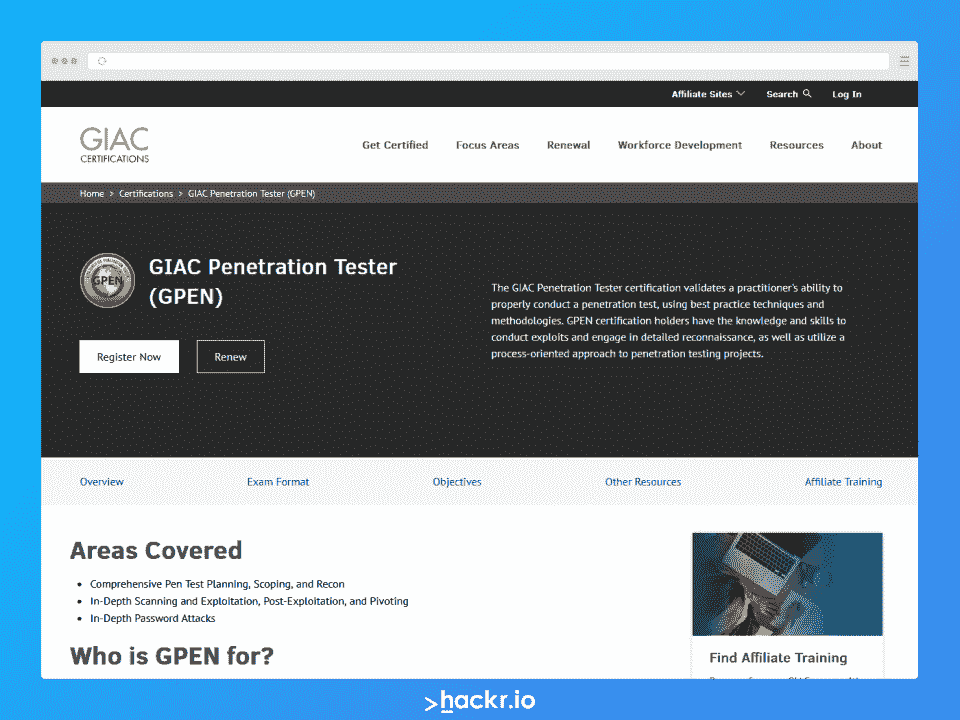 Affiliate Sites Search Log In
GIAC
CERTIFICATIONS
Get Certified Focus Areas Renewal Workforce Development Resources About
Home > Certifications > GIAC Penetration Tester (GPEN)
GPEN
GIAC Penetration Tester
(GPEN)
Register Now Renew
The GIAC Penetration Tester certification validates a practitioner's ability to
properly conduct a penetration test, using best practice techniques and
methodologies. GPEN certification holders have the knowledge and skills to
conduct exploits and engage in detailed reconnaissance, as well as utilize a
process-oriented approach to penetration testing projects.
Overview Exam Format Objectives Other Resources Affiliate Training
Areas Covered
• Comprehensive Pen Test Planning, Scoping, and Recon
• In-Depth Scanning and Exploitation, Post-Exploitation, and Pivoting
• In-Depth Password Attacks
Who is GPEN for?
Find Affiliate Training
>hackr.io